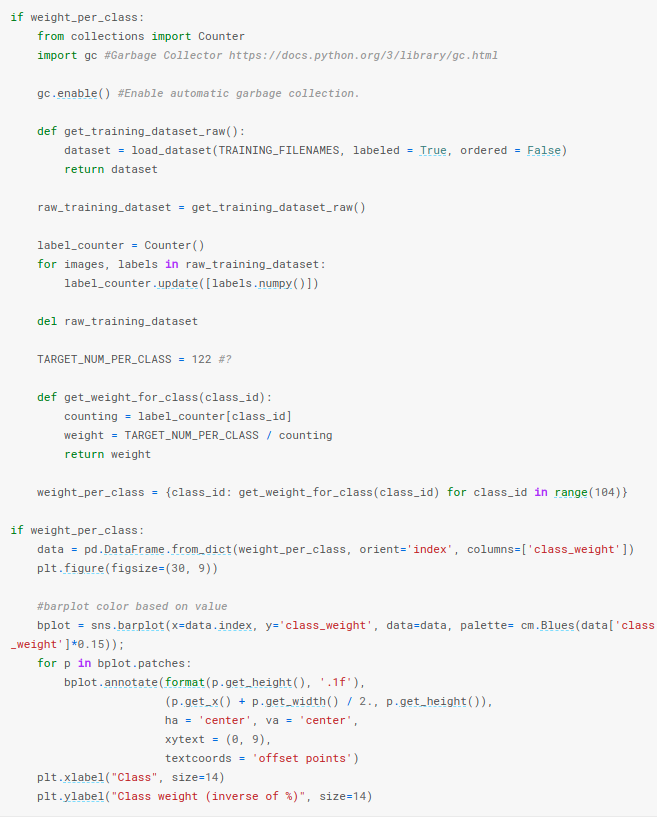 if weight_per_class:
    from collections import Counter
    import gc #Garbage Collector https://docs.python.org/3/library/gc.html
    gc.enable() #Enable automatic garbage collection.
    def get_training_dataset_raw():
        dataset = load_dataset(TRAINING_FILENAMES, labeled = True, ordered = False)
        return dataset
    raw_training_dataset = get_training_dataset_raw()
    label_counter = Counter()
    for images, labels in raw_training_dataset:
        label_counter.update([labels.numpy()])
    del raw_training_dataset
    TARGET_NUM_PER_CLASS = 122 #?
    def get_weight_for_class(class_id):
        counting = label_counter[class_id]
        weight = TARGET_NUM_PER_CLASS / counting
        return weight
    weight_per_class = {class_id: get_weight_for_class(class_id) for class_id in range(104)}
if weight_per_class:
    data = pd.DataFrame.from_dict(weight_per_class, orient='index', columns=['class_weight'])
    plt.figure(figsize=(30, 9))
    #barplot color based on value
    bplot = sns.barplot(x=data.index, y='class_weight', data=data, palette= cm.Blues(data['class
_weight']*0.15));
    for p in bplot.patches:
        bplot.annotate(format(p.get_height(), '.1f'),
                       (p.get_x() + p.get_width() / 2., p.get_height()),
                       ha = 'center', va = 'center',
                       xytext = (0, 9),
                       textcoords = 'offset points')
    plt.xlabel("Class", size=14)
    plt.ylabel("Class weight (inverse of %)", size=14)